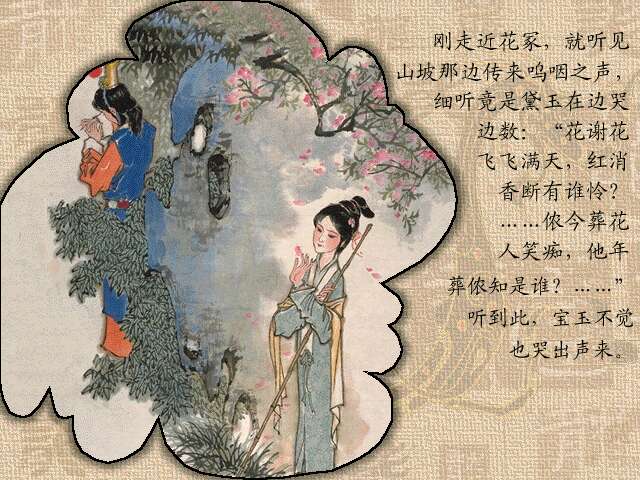 刚走近花冢，就听见
山坡那边传来呜咽之声，
细听竟是黛玉在边哭
边数：“花谢花
飞飞满天，红消
香断有谁怜？
……侬今葬花
人笑痴，他年
葬侬知是谁？……”
听到此，宝玉不觉
也哭出声来。